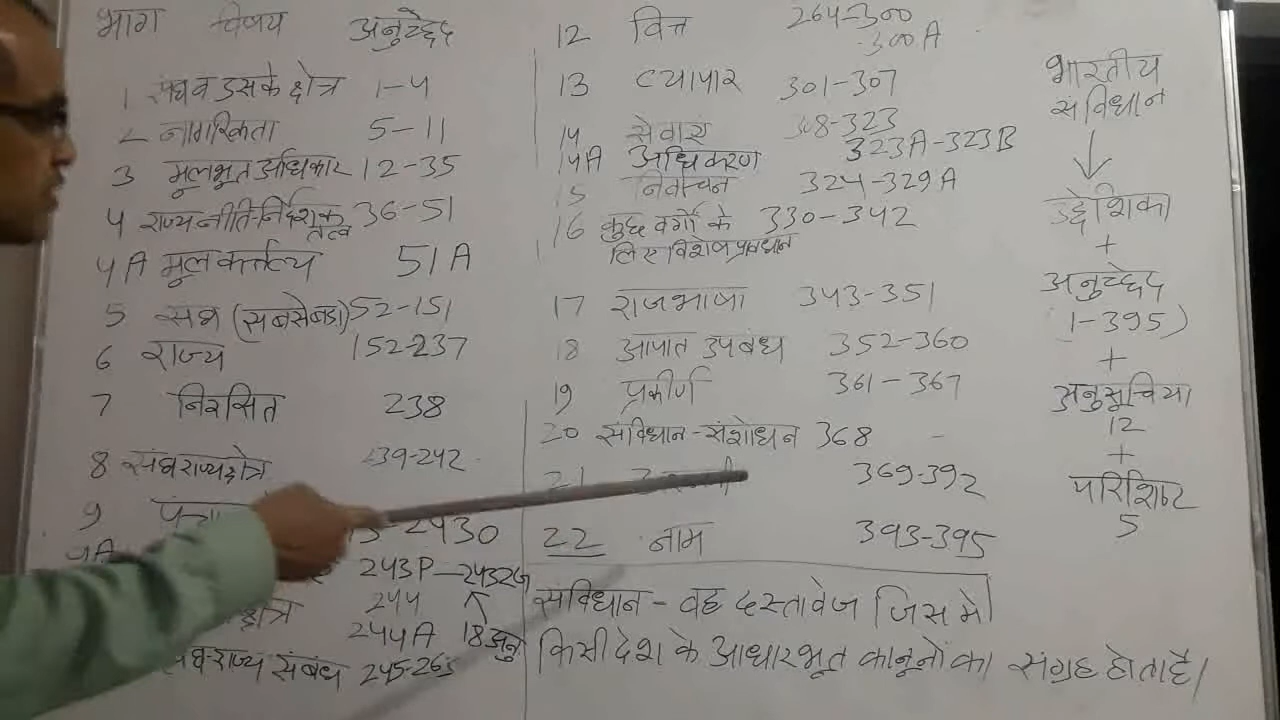 भाग विषय अनुच्छेद
1 संघ व उसके क्षेत्र 1-4
2 नागरिकता 5-11
3 मूलभूत अधिकार 12-35
4 राज्य नीति-निर्देशक तत्व 36-51
4A मूल कर्त्तव्य 51A
5 संघ (सबसे बड़ा) 52-151
6 राज्य 152-237
7 निरसित 238
8 संघ राज्य क्षेत्र 239-242
9
243P-243ZG
244
244A 18 अनु
राज्य संबंध 245-263
12 वित्त 264-300
300A
13 व्यापार 301-307
14 सेवाएं 308-323
14A अधिकरण 323A-323B
15 निर्वाचन 324-329A
16 कुछ वर्गों के 330-342
लिए विशेष प्रावधान
17 राजभाषा 343-351
18 आपात उपबंध 352-360
19 प्रकीर्ण 361-367
20 संविधान-संशोधन 368
21 369-392
22 नाम 393-395
संविधान - वह दस्तावेज जिस मे
किसी देश के आधारभूत कानूनों का संग्रह होता है।
भारतीय
संविधान
↓
उद्देशिका
+
अनुच्छेद
1-395)
+
अनुसूचिया
12
+
परिशिष्ट
5